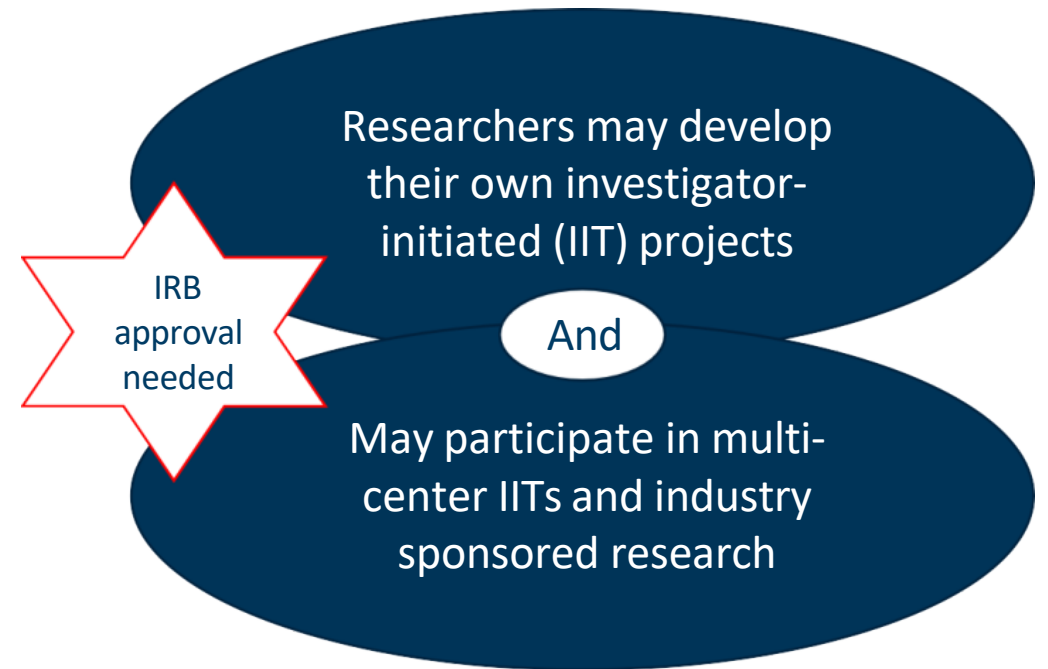 Researchers may develop
their own investigator-
initiated (IIT) projects
IRB
approval
needed
And
May participate in multi-
center IITs and industry
sponsored research